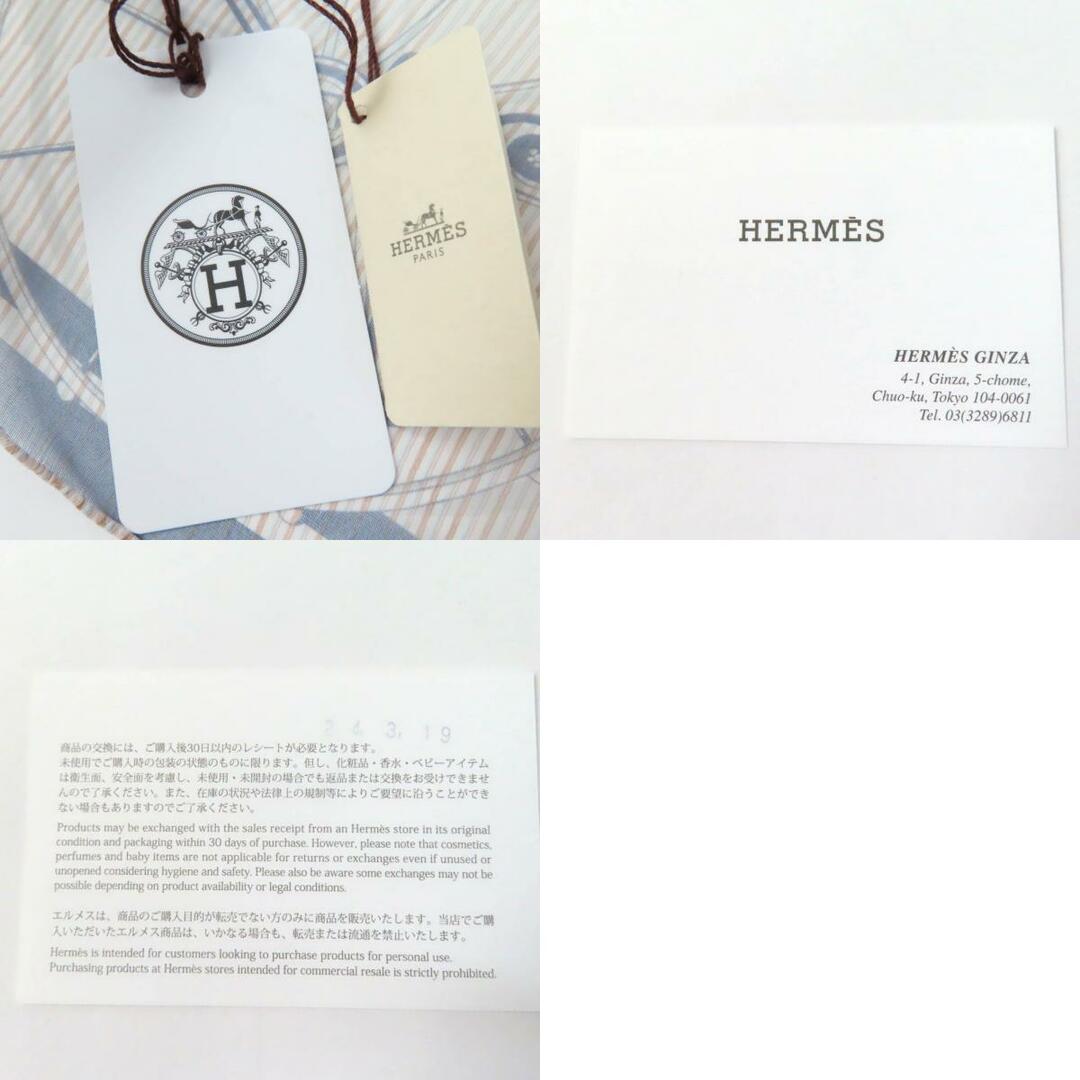 H
HERMÈS
PARIS
HERMÈS
HERMÈS GINZA
4-1, Ginza, 5-chome,
Chuo-ku, Tokyo 104-0061
Tel. 03(3289)6811
24.3.19
商品の交換には、ご購入後30日以内のレシートが必要となります。
未使用でご購入時の包装の状態のものに限ります。但し、化粧品・香水・ベビーアイテム
は衛生面、安全面を考慮し、未使用・未開封の場合でも返品または交換をお受けできませ
んので了承ください。また、在庫の状況や法律上の規制等によりご要望に沿うことができ
ない場合もありますのでご了承ください。
Products may be exchanged with the sales receipt from an Hermès store in its original
condition and packaging within 30 days of purchase. However, please note that cosmetics,
perfumes and baby items are not applicable for returns or exchanges even if unused or
unopened considering hygiene and safety. Please also be aware some exchanges may not be
possible depending on product availability or legal conditions.
エルメスは、商品のご購入目的が転売でない方のみに商品を販売いたします。当店でご購
入いただいたエルメス商品は、いかなる場合も、転売または流通を禁止いたします。
Hermès is intended for customers looking to purchase products for personal use.
Purchasing products at Hermès stores intended for commercial resale is strictly prohibited.